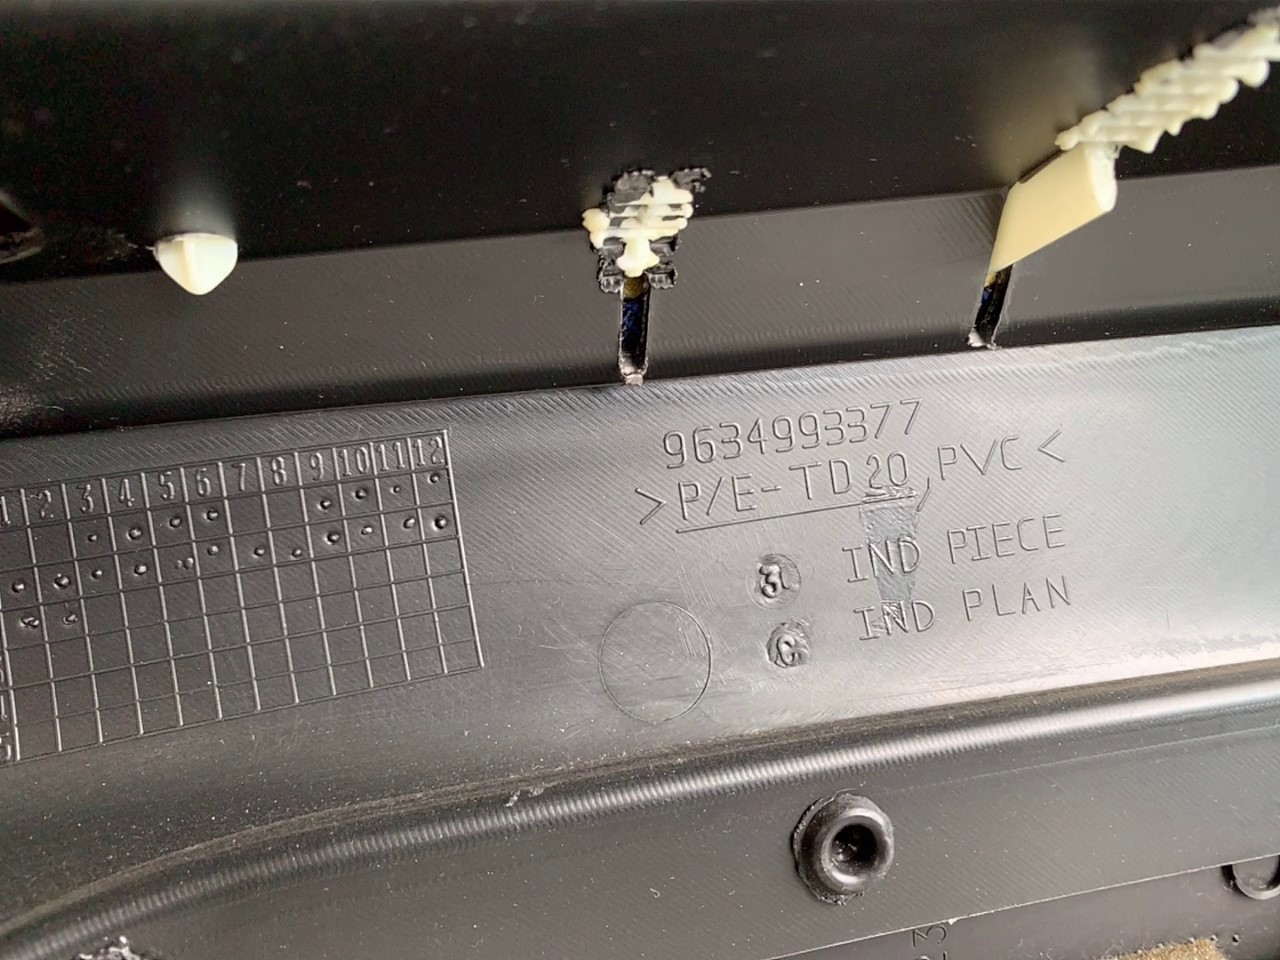 9634993377
>P/E-TD20,PVC<
3 IND PIECE
C IND PLAN
1 2 3 4 5 6 7 8 9 10 11 12